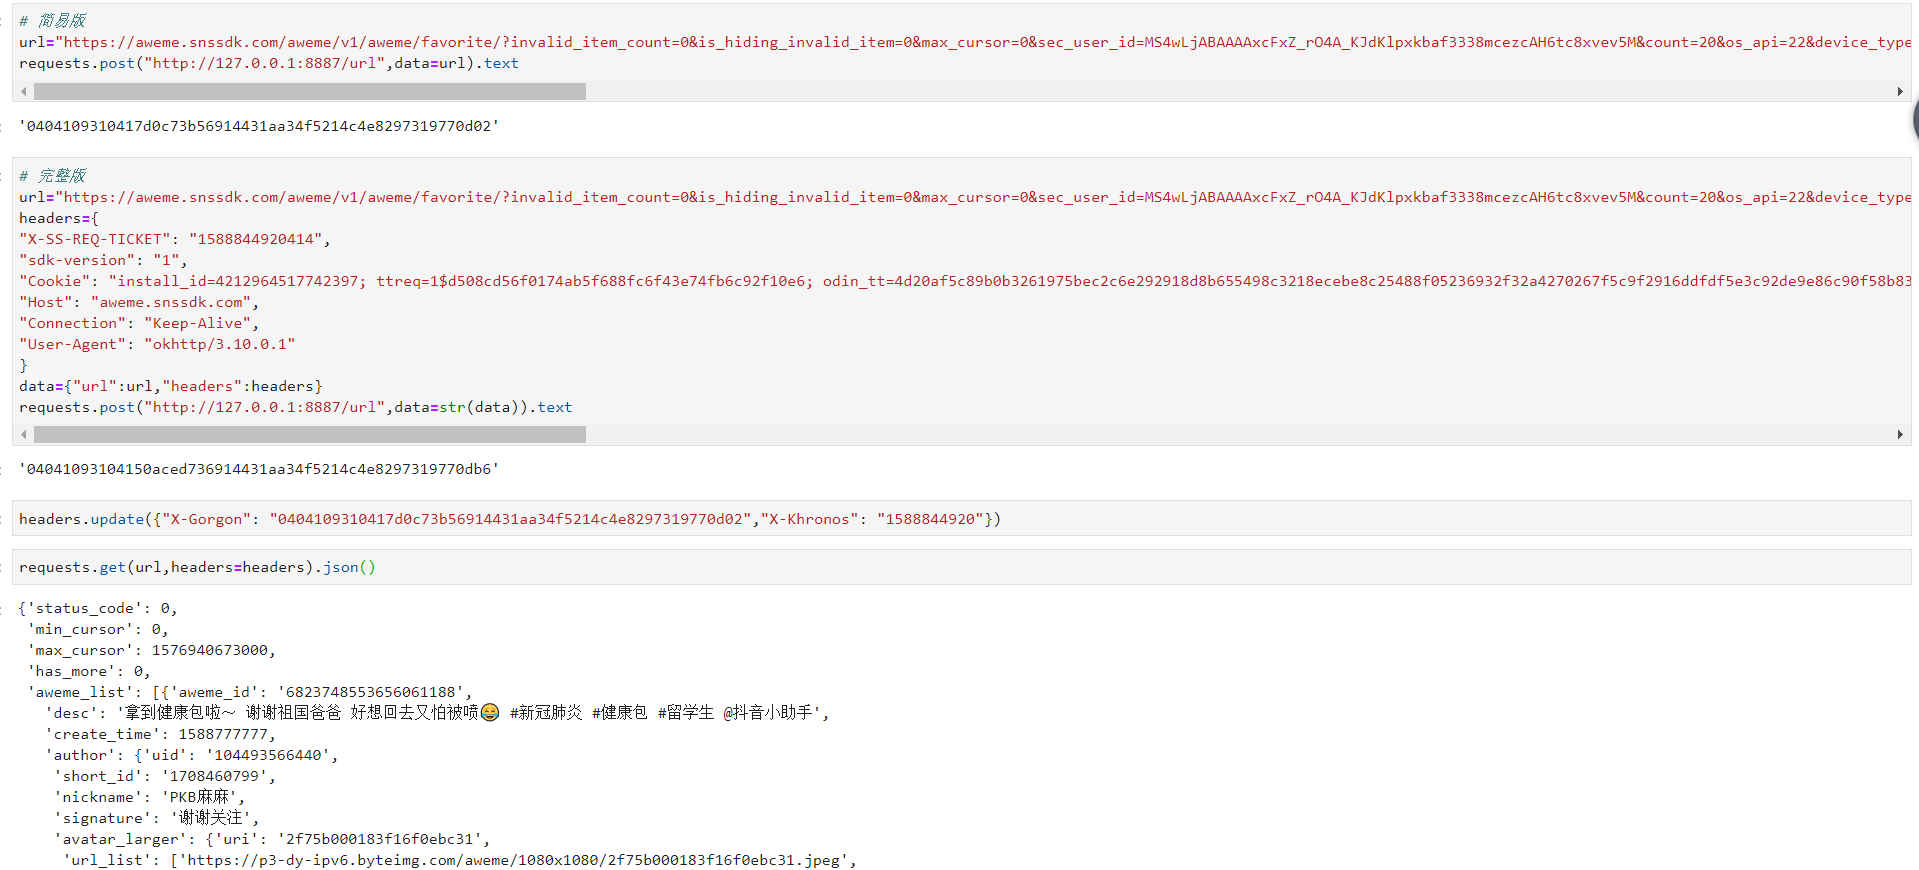 # 简易版
url="https://aweme.snssdk.com/aweme/v1/aweme/favorite/?invalid_item_count=0&is_hiding_invalid_item=0&max_cursor=0&sec_user_id=MS4wLjABAAAAxcFxZ_rO4A_KJdKlpxkbaf3338mcezcAH6tc8xvev5M&count=20&os_api=22&device_type
requests.post("http://127.0.0.1:8887/url",data=url).text
'0404109310417d0c73b56914431aa34f5214c4e8297319770d02'
# 完整版
url="https://aweme.snssdk.com/aweme/v1/aweme/favorite/?invalid_item_count=0&is_hiding_invalid_item=0&max_cursor=0&sec_user_id=MS4wLjABAAAAxcFxZ_rO4A_KJdKlpxkbaf3338mcezcAH6tc8xvev5M&count=20&os_api=22&device_type
headers={
"X-SS-REQ-TICKET": "1588844920414",
"sdk-version": "1",
"Cookie": "install_id=4212964517742397; ttreq=1$d508cd56f0174ab5f688fc6f43e74fb6c92f10e6; odin_tt=4d20af5c89b0b3261975bec2c6e292918d8b655498c3218ecebe8c25488f05236932f32a4270267f5c9f2916ddfdf5e3c92de9e86c90f58b83
"Host": "aweme.snssdk.com",
"Connection": "Keep-Alive",
"User-Agent": "okhttp/3.10.0.1"
}
data={"url":url,"headers":headers}
requests.post("http://127.0.0.1:8887/url",data=str(data)).text
'04041093104150aced736914431aa34f5214c4e8297319770db6'
headers.update({"X-Gorgon": "0404109310417d0c73b56914431aa34f5214c4e8297319770d02","X-Khronos": "1588844920"})
requests.get(url,headers=headers).json()
{'status_code': 0,
'min_cursor': 0,
'max_cursor': 1576940673000,
'has_more': 0,
'aweme_list': [{'aweme_id': '6823748553656061188',
'desc': '拿到健康包啦～ 谢谢祖国爸爸 好想回去又怕被喷😂 #新冠肺炎 #健康包 #留学生 @抖音小助手',
'create_time': 1588777777,
'author': {'uid': '104493566440',
'short_id': '1708460799',
'nickname': 'PKB麻麻',
'signature': '谢谢关注',
'avatar_larger': {'uri': '2f75b000183f16f0ebc31',
'url_list': ['https://p3-dy-ipv6.byteimg.com/aweme/1080x1080/2f75b000183f16f0ebc31.jpeg',